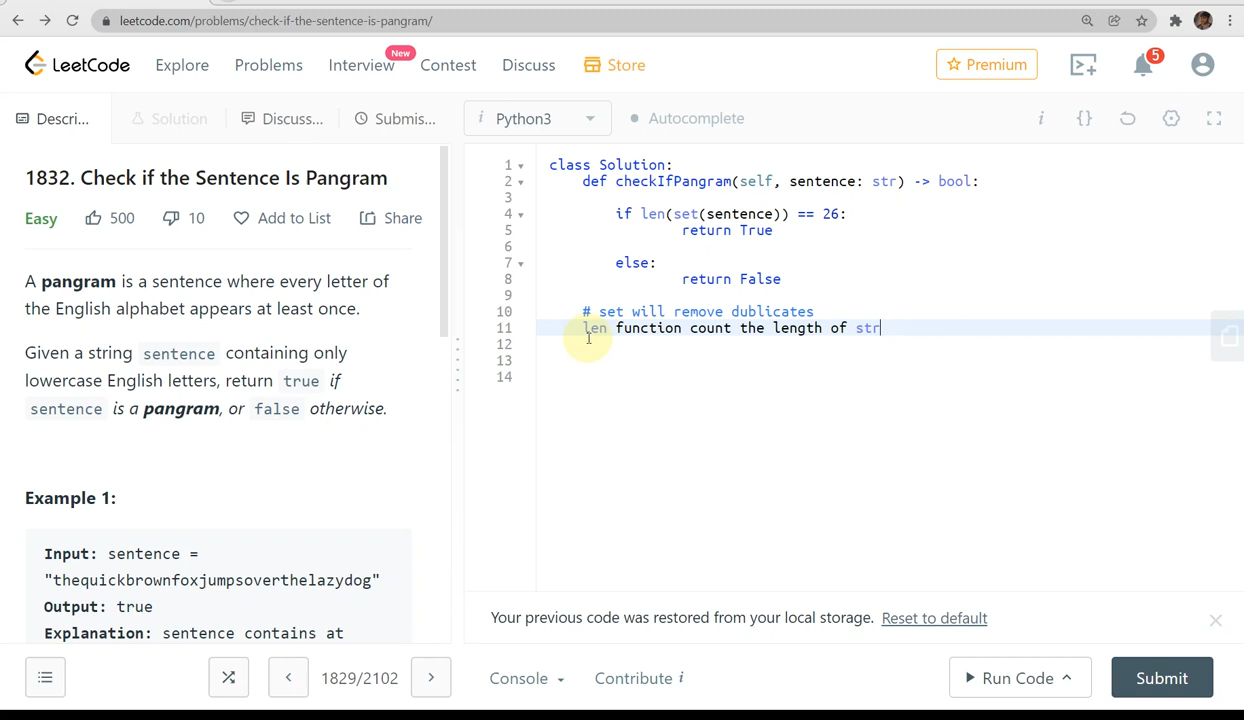 leetcode.com/problems/check-if-the-sentence-is-pangram/
LeetCode Explore Problems Interview New Contest Discuss Store Premium 5
Descri... Solution Discuss... Submis... i Python3 Autocomplete i {}
1832. Check if the Sentence Is Pangram
Easy 500 10 Add to List Share
A pangram is a sentence where every letter of
the English alphabet appears at least once.
Given a string sentence containing only
lowercase English letters, return true if
sentence is a pangram, or false otherwise.
Example 1:
Input: sentence =
"thequickbrownfoxjumpsoverthelazydog"
Output: true
Explanation: sentence contains at
1 class Solution:
2 def checkIfPangram(self, sentence: str) -> bool:
3
4 if len(set(sentence)) == 26:
5 return True
6
7 else:
8 return False
9
10 # set will remove dublicates
11 len function count the length of str
12
13
14
Your previous code was restored from your local storage. Reset to default
1829/2102 Console Contribute i Run Code Submit